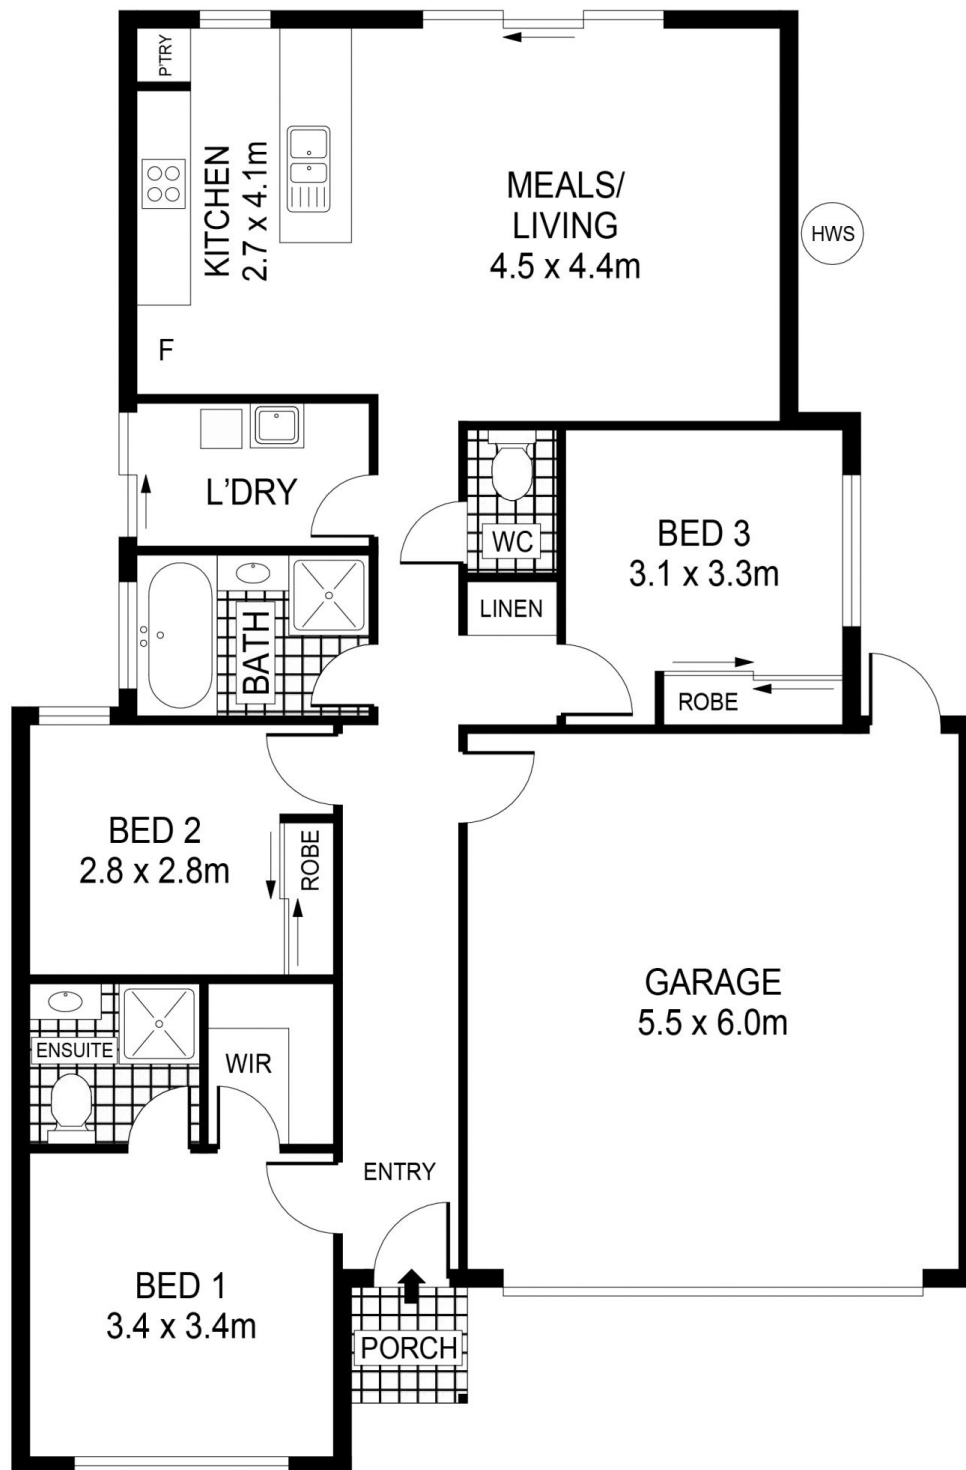 P'TRY
KITCHEN
2.7 x 4.1m
MEALS/
LIVING
4.5 x 4.4m
HWS
F
L'DRY
WC
BED 3
3.1 x 3.3m
LINEN
BATH
ROBE
BED 2
2.8 x 2.8m
ROBE
GARAGE
5.5 x 6.0m
ENSUITE
WIR
ENTRY
BED 1
3.4 x 3.4m
PORCH